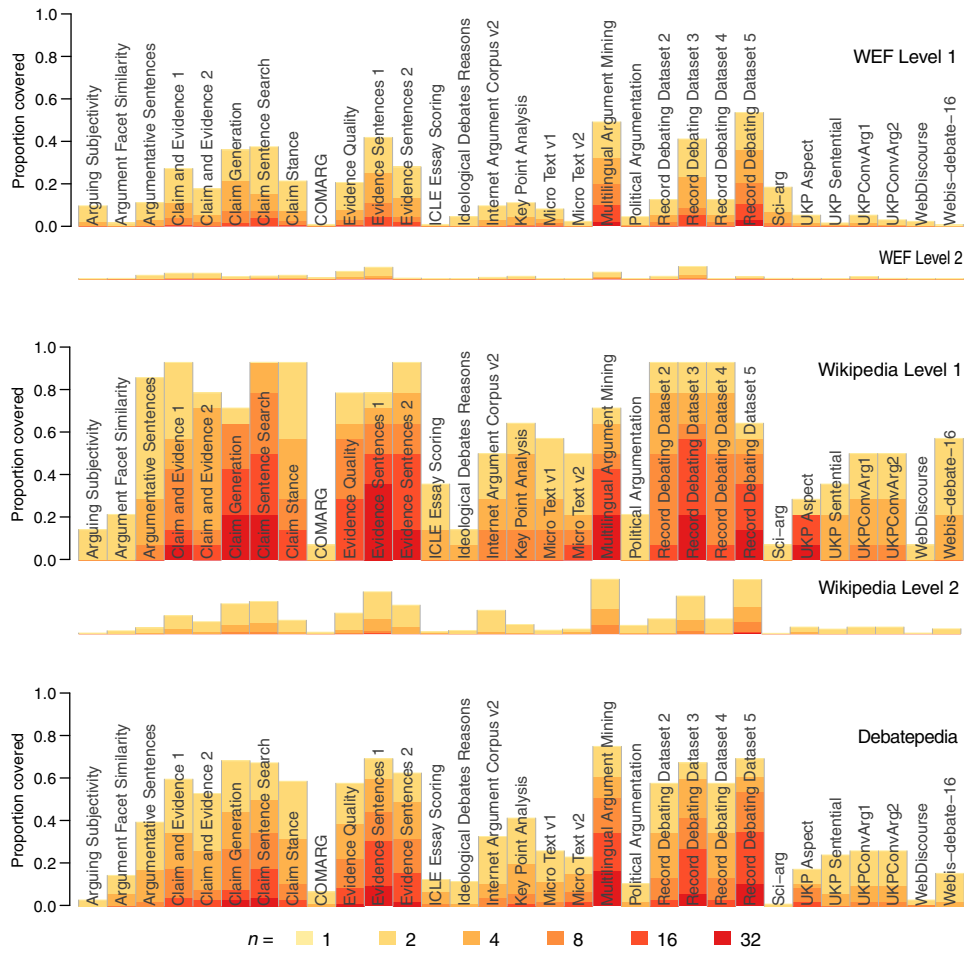 WEF Level 1
Proportion covered
1.0
0.8
0.6
0.4
0.2
0.0
Arguing Subjectivity
Argument Facet Similarity
Argumentative Sentences
Claim and Evidence 1
Claim and Evidence 2
Claim Generation
Claim Sentence Search
Claim Stance
COMARG
Evidence Quality
Evidence Sentences 1
Evidence Sentences 2
ICLE Essay Scoring
Ideological Debates Reasons
Internet Argument Corpus v2
Key Point Analysis
Micro Text v1
Micro Text v2
Multilingual Argument Mining
Political Argumentation
Record Debating Dataset 2
Record Debating Dataset 3
Record Debating Dataset 4
Record Debating Dataset 5
Sci−arg
UKP Aspect
UKP Sentential
UKPConvArg1
UKPConvArg2
WebDiscourse
Webis−debate−16
WEF Level 2
Wikipedia Level 1
Proportion covered
1.0
0.8
0.6
0.4
0.2
0.0
Arguing Subjectivity
Argument Facet Similarity
Argumentative Sentences
Claim and Evidence 1
Claim and Evidence 2
Claim Generation
Claim Sentence Search
Claim Stance
COMARG
Evidence Quality
Evidence Sentences 1
Evidence Sentences 2
ICLE Essay Scoring
Ideological Debates Reasons
Internet Argument Corpus v2
Key Point Analysis
Micro Text v1
Micro Text v2
Multilingual Argument Mining
Political Argumentation
Record Debating Dataset 2
Record Debating Dataset 3
Record Debating Dataset 4
Record Debating Dataset 5
Sci−arg
UKP Aspect
UKP Sentential
UKPConvArg1
UKPConvArg2
WebDiscourse
Webis−debate−16
Wikipedia Level 2
Debatepedia
Proportion covered
1.0
0.8
0.6
0.4
0.2
0.0
Arguing Subjectivity
Argument Facet Similarity
Argumentative Sentences
Claim and Evidence 1
Claim and Evidence 2
Claim Generation
Claim Sentence Search
Claim Stance
COMARG
Evidence Quality
Evidence Sentences 1
Evidence Sentences 2
ICLE Essay Scoring
Ideological Debates Reasons
Internet Argument Corpus v2
Key Point Analysis
Micro Text v1
Micro Text v2
Multilingual Argument Mining
Political Argumentation
Record Debating Dataset 2
Record Debating Dataset 3
Record Debating Dataset 4
Record Debating Dataset 5
Sci−arg
UKP Aspect
UKP Sentential
UKPConvArg1
UKPConvArg2
WebDiscourse
Webis−debate−16
n = 1 2 4 8 16 32